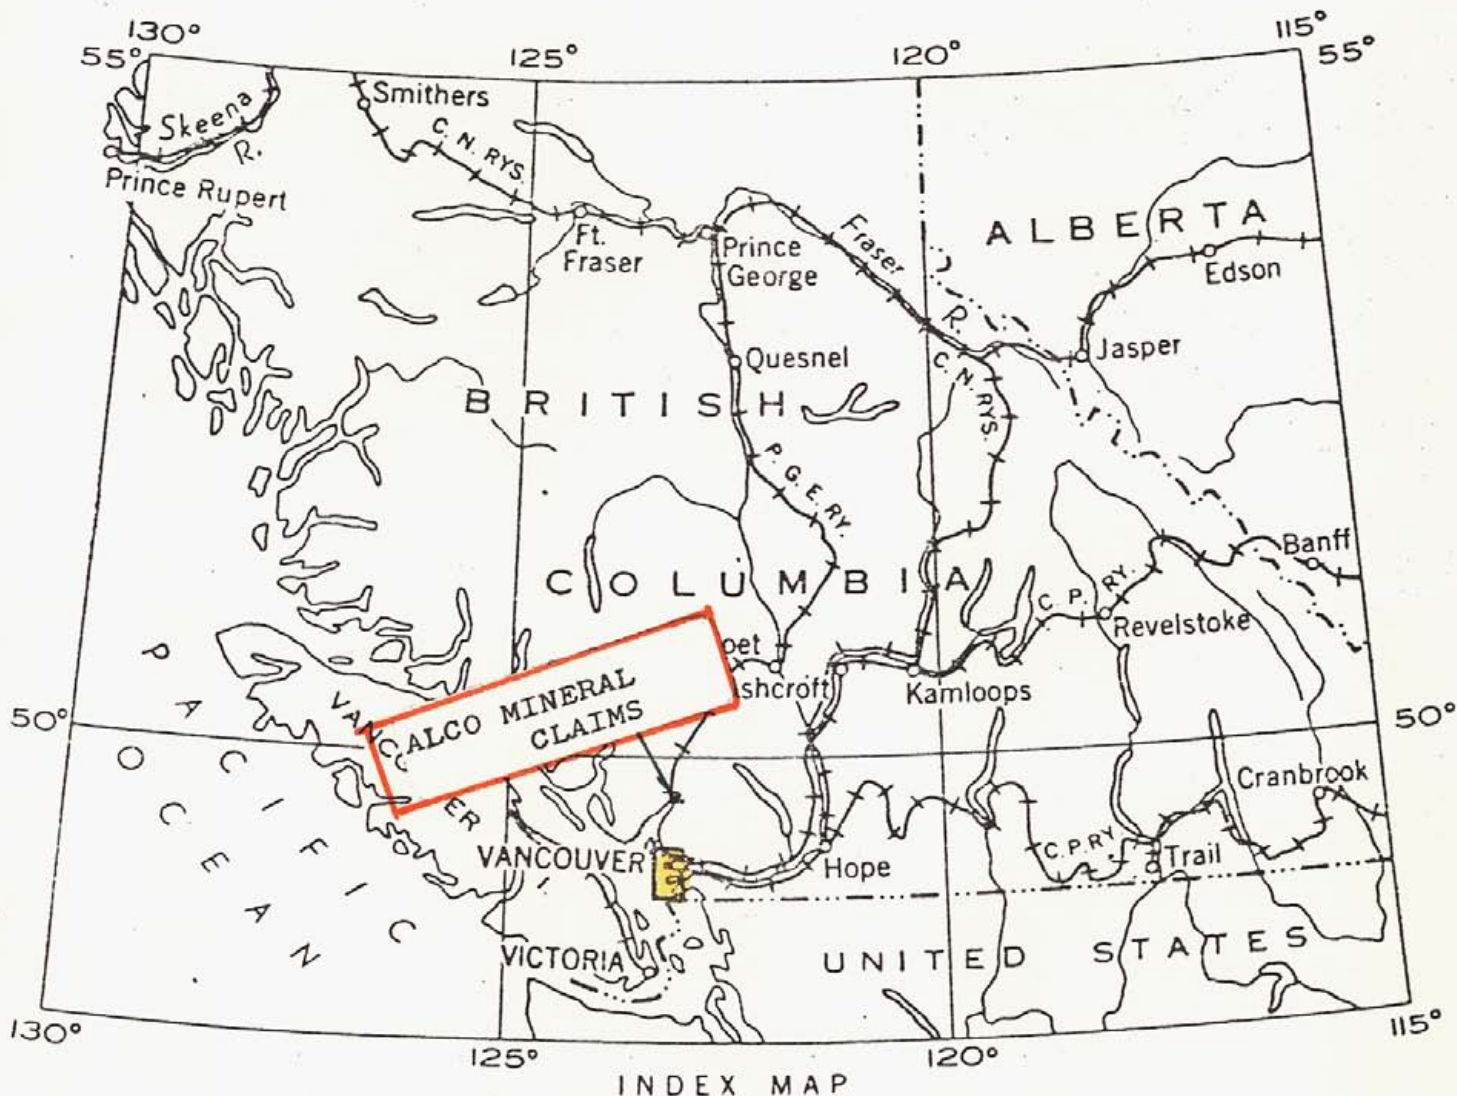 130°
125°
120°
115°
55°
55°
Smithers
Skeena
R.
C. N. RYS.
Prince Rupert
Ft.
Fraser
Prince
George
Fraser
R.
ALBERTA
Edson
Jasper
Quesnel
C. N. RYS.
BRITISH
P. G. E. RY.
COLUMBIA
Banff
C. P. RY.
Revelstoke
oet
shcroft
Kamloops
ALCO MINERAL
CLAIMS
50°
50°
PACIFIC
OCEAN
VANCOUVER
Cranbrook
VANCOUVER
Hope
C.P.RY.
Trail
VICTORIA
UNITED STATES
130°
125°
120°
115°
INDEX MAP